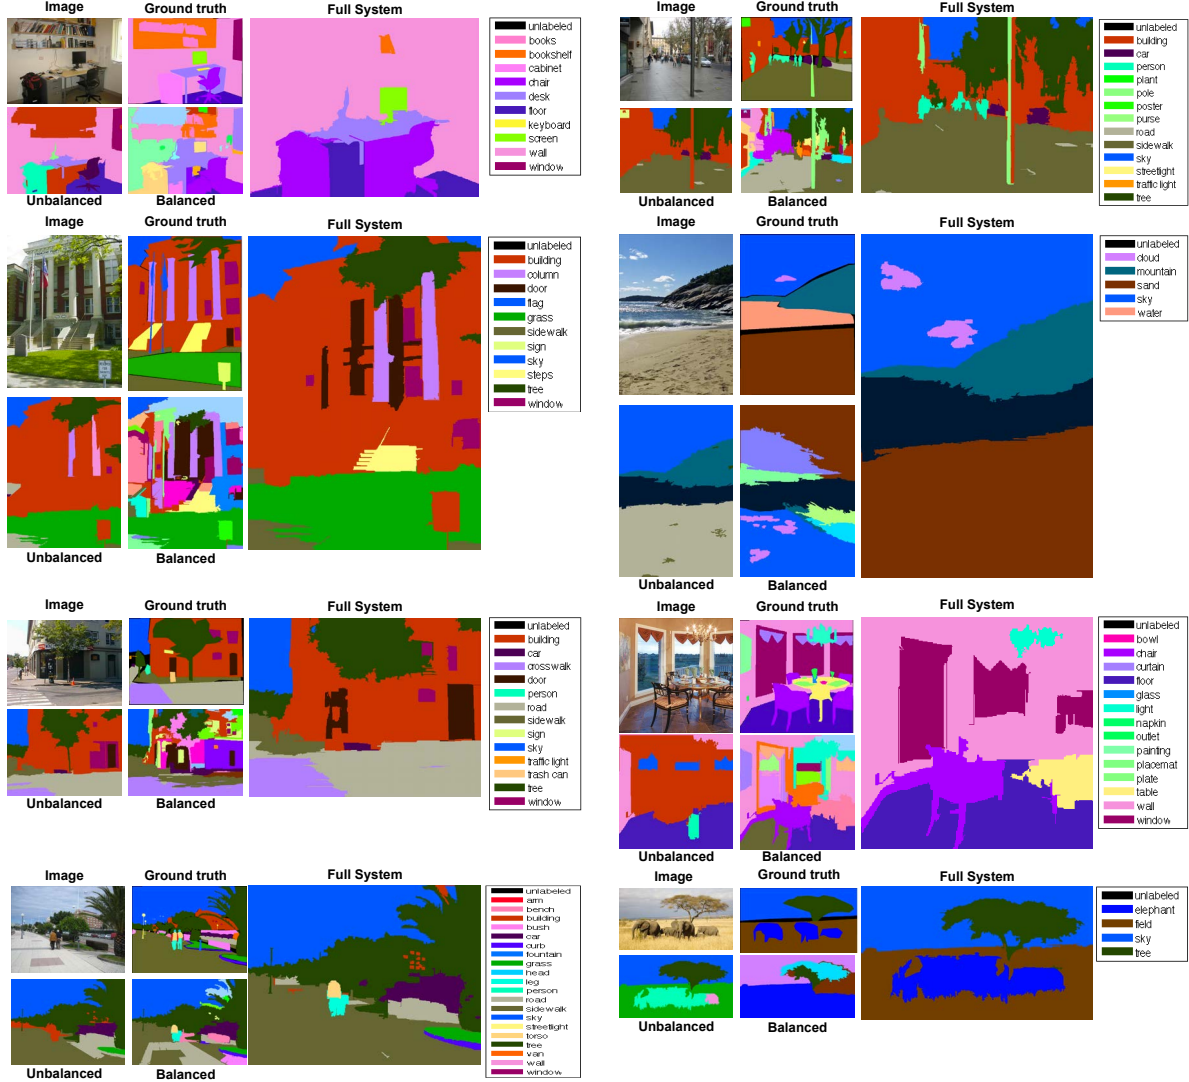 Image Ground truth Full System
unlabeled
books
bookshelf
cabinet
chair
desk
floor
keyboard
screen
wall
window
Unbalanced Balanced
Image Ground truth Full System
unlabeled
building
car
person
plant
pole
poster
purse
road
sidewalk
sky
streetlight
traffic light
tree
Unbalanced Balanced
Image Ground truth Full System
unlabeled
building
column
door
flag
grass
sidewalk
sign
sky
steps
tree
window
Unbalanced Balanced
Image Ground truth Full System
unlabeled
cloud
mountain
sand
sky
water
Unbalanced Balanced
Image Ground truth Full System
unlabeled
building
car
crosswalk
door
person
road
sidewalk
sign
sky
traffic light
trash can
tree
window
Unbalanced Balanced
Image Ground truth Full System
unlabeled
bowl
chair
curtain
floor
glass
light
napkin
outlet
painting
placemat
plate
table
wall
window
Unbalanced Balanced
Image Ground truth Full System
unlabeled
arm
bench
building
bush
car
curb
fountain
grass
head
leg
person
road
sidewalk
sky
streetlight
torso
tree
van
wall
window
Unbalanced Balanced
Image Ground truth Full System
unlabeled
elephant
field
sky
tree
Unbalanced Balanced